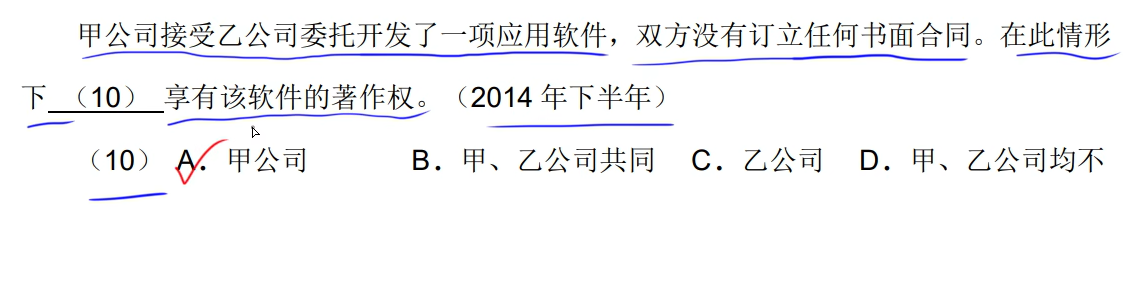 甲公司接受乙公司委托开发了一项应用软件，双方没有订立任何书面合同。在此情形
下 （10） 享有该软件的著作权。（2014 年下半年）
（10） A．甲公司 B．甲、乙公司共同 C．乙公司 D．甲、乙公司均不